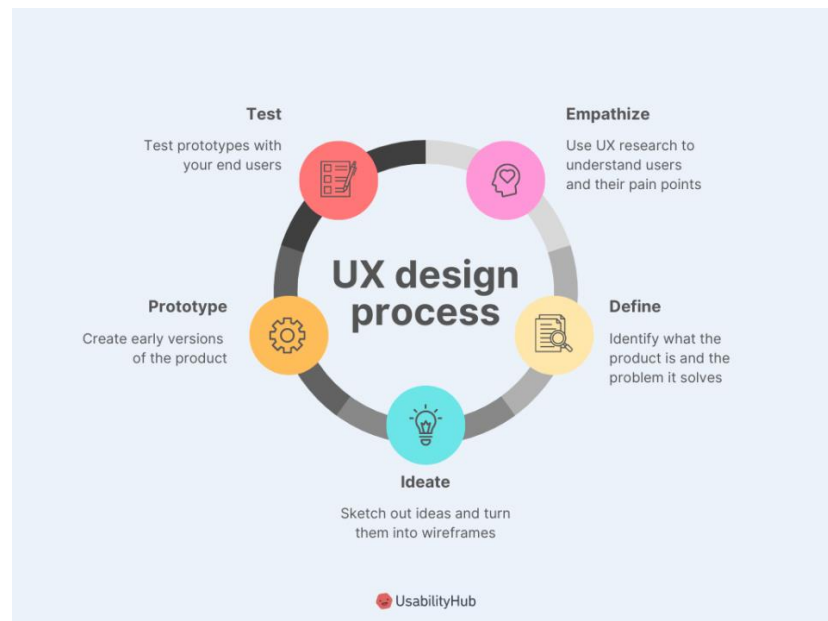 Test
Test prototypes with
your end users
Empathize
Use UX research to
understand users
and their pain points
UX design
process
Prototype
Create early versions
of the product
Define
Identify what the
product is and the
problem it solves
Ideate
Sketch out ideas and turn
them into wireframes
UsabilityHub